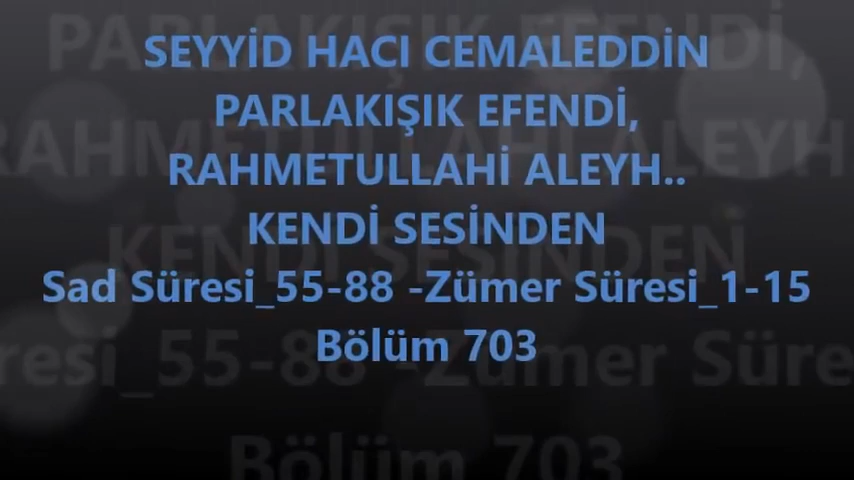 SEYYİD HACI CEMALEDDİN
PARLAKIŞIK EFENDİ,
RAHMETULLAHİ ALEYH..
KENDİ SESİNDEN
Sad Süresi_55-88 -Zümer Süresi_1-15
Bölüm 703